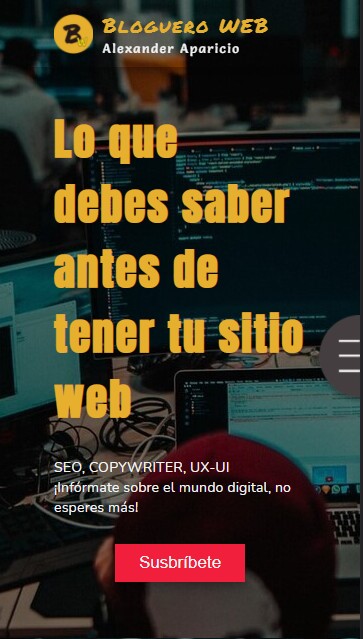 Bloguero WEB
Alexander Aparicio
Lo que
debes saber
antes de
tener tu sitio
web
SEO, COPYWRITER, UX-UI
¡Infórmate sobre el mundo digital, no
esperes más!
Susbríbete